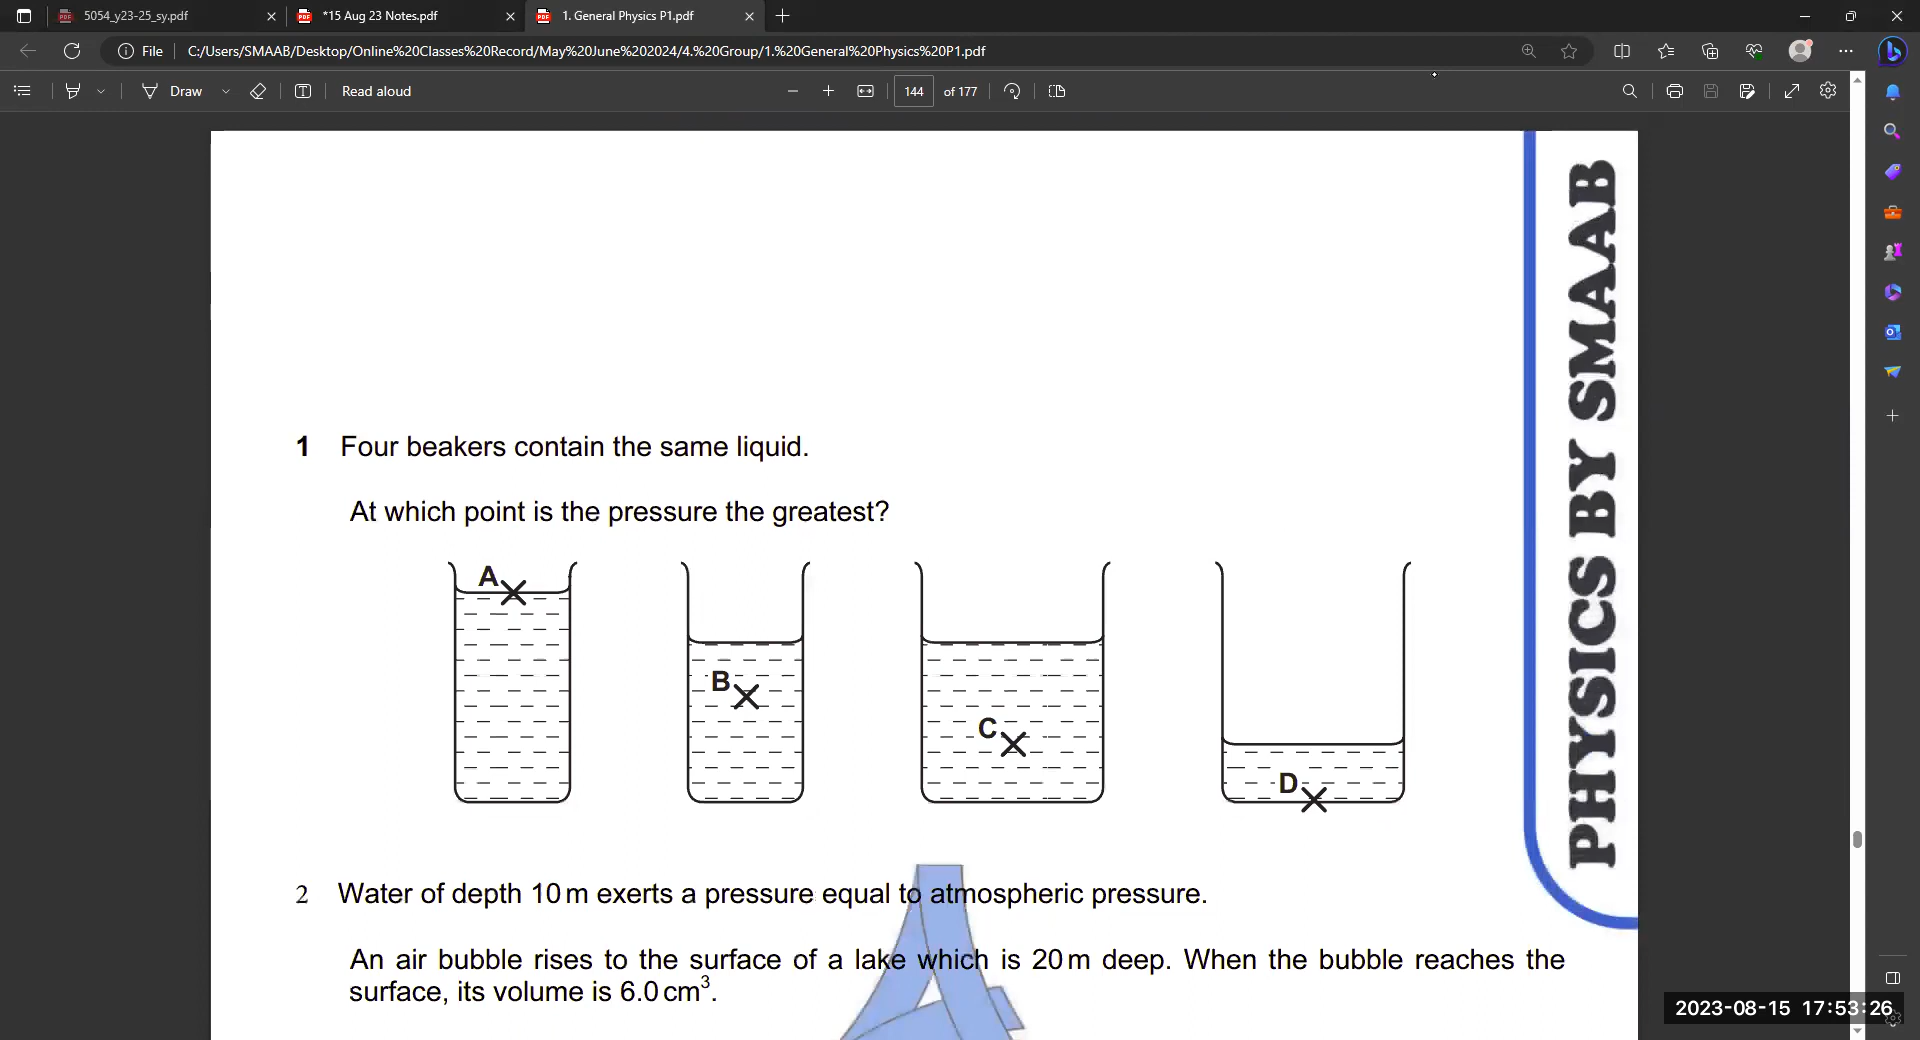 5054_y23-25_sy.pdf
*15 Aug 23 Notes.pdf
1. General Physics P1.pdf
File
C:/Users/SMAAB/Desktop/Online%20Classes%20Record/May%20June%202024/4.%20Group/1.%20General%20Physics%20P1.pdf
Draw
Read aloud
144 of 177
PHYSICS BY SMAAB
1 Four beakers contain the same liquid.
At which point is the pressure the greatest?
A
B
C
D
2 Water of depth 10 m exerts a pressure equal to atmospheric pressure.
An air bubble rises to the surface of a lake which is 20 m deep. When the bubble reaches the
surface, its volume is 6.0 cm³.
2023-08-15 17:53:26